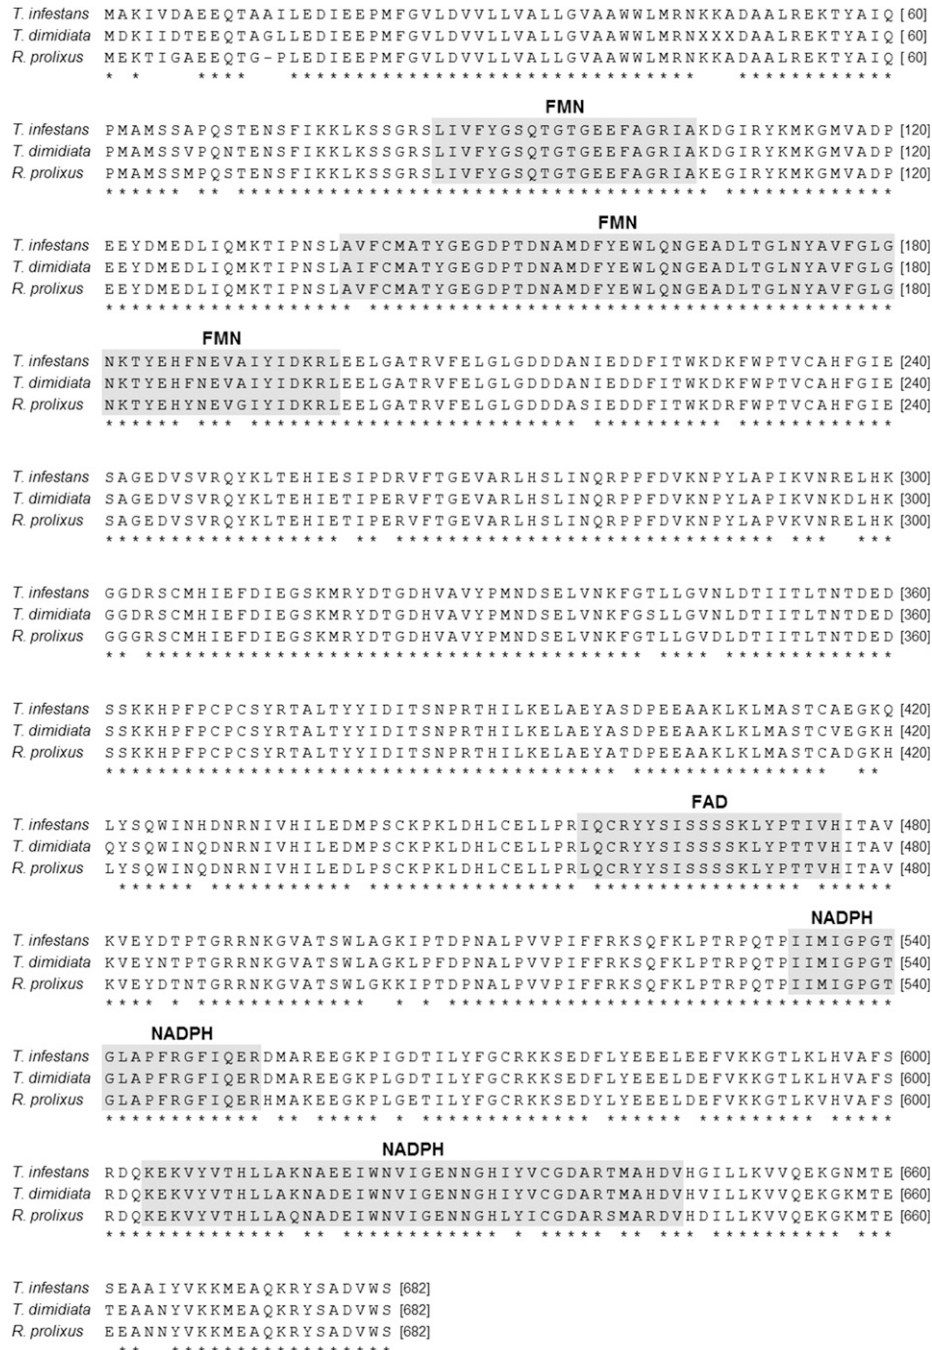 T. infestans MAKIVDAEEQTAAILEDIEEPMFGVLDVVLLVALLGVAAWWLMRNKKADAALREKTYAIQ [60]
T. dimidiata MDKIIDTEEQTAGLLEDIEEPMFGVLDVVLLVALLGVAAWWLMRNXXXDAALREKTYAIQ [60]
R. prolixus MEKTIGAEEQTG-PLEDIEEPMFGVLDVVLLVALLGVAAWWLMRNKKADAALREKTYAIQ [60]
FMN
T. infestans PMAMSSAPQSTENSFIKKLKSSGRSLIVFYGSQTGTGEEFAGRIAKDGIRYKMKGMVADP [120]
T. dimidiata PMAMSSVPQNTENSFIKKLKSSGRSLIVFYGSQTGTGEEFAGRIAKDGIRYKMKGMVADP [120]
R. prolixus PMAMSSMPQSTENSFIKKLKSSGRSLIVFYGSQTGTGEEFAGRIAKEGIRYKMKGMVADP [120]
FMN
T. infestans EEYDMEDLIQMKTIPNSLAVFCMATYGEGDPTDNAMDFYEWLQNGEADLTGLNYAVFGLG [180]
T. dimidiata EEYDMEDLIQMKTIPNSLAIFCMATYGEGDPTDNAMDFYEWLQNGEADLTGLNYAVFGLG [180]
R. prolixus EEYDMEDLIQMKTIPNSLAVFCMATYGEGDPTDNAMDFYEWLQNGEADLTGLNYAVFGLG [180]
FMN
T. infestans NKTYEHFNEVAIYIDKRLEELGATRVFELGLGDDDANIEDDFITWKDKFWPTVCAHFGIE [240]
T. dimidiata NKTYEHFNEVAIYIDKRLEELGATRVFELGLGDDDANIEDDFITWKDKFWPTVCAHFGIE [240]
R. prolixus NKTYEHYNEVGIYIDKRLEELGATRVFELGLGDDDASIEDDFITWKDRFWPTVCAHFGIE [240]
T. infestans SAGEDVSVRQYKLTEHIESIPDRVFTGEVARLHSLINQRPPFDVKNPYLAPIKVNRELHK [300]
T. dimidiata SAGEDVSVRQYKLTEHIETIPERVFTGEVARLHSLINQRPPFDVKNPYLAPIKVNKDLHK [300]
R. prolixus SAGEDVSVRQYKLTEHIETIPERVFTGEVARLHSLINQRPPFDVKNPYLAPVKVNRELHK [300]
T. infestans GGDRSCMHIEFDIEGSKMRYDTGDHVAVYPMNDSELVNKFGTLLGVNLDTIITLTNTDED [360]
T. dimidiata GGDRSCMHIEFDIEGSKMRYDTGDHVAVYPMNDSELVNKFGSLLGVNLDTIITLTNTDED [360]
R. prolixus GGGRSCMHIEFDIEGSKMRYDTGDHVAVYPMNDSELVNKFGTLLGVDLDTIITLTNTDED [360]
T. infestans SSKKHPFPCPCSYRTALTYYIDITSNPRTHILKELAEYASDPEEAAKLKLMASTCAEGKQ [420]
T. dimidiata SSKKHPFPCPCSYRTALTYYIDITSNPRTHILKELAEYASDPEEAAKLKLMASTCVEGKH [420]
R. prolixus SSKKHPFPCPCSYRTALTYYIDITSNPRTHILKELAEYATDPEEAAKLKLMASTCADGKH [420]
FAD
T. infestans LYSQWINHDNRNIVHILEDMPSCKPKLDHLCELLPRIQCRYYSISSSSKLYPTIVHITAV [480]
T. dimidiata QYSQWINQDNRNIVHILEDMPSCKPKLDHLCELLPRLQCRYYSISSSSKLYPTTVHITAV [480]
R. prolixus LYSQWINQDNRNIVHILEDLPSCKPKLDHLCELLPRLQCRYYSISSSSKLYPTTVHITAV [480]
NADPH
T. infestans KVEYDTPTGRRNKGVATSWLAGKIPTDPNALPVVPIFFRKSQFKLPTRPQTPIIMIGPGT [540]
T. dimidiata KVEYNTPTGRRNKGVATSWLAGKLPFDPNALPVVPIFFRKSQFKLPTRPQTPIIMIGPGT [540]
R. prolixus KVEYDTNTGRRNKGVATSWLGKKIPTDPNALPVVPIFFRKSQFKLPTRPQTPIIMIGPGT [540]
NADPH
T. infestans GLAPFRGFIQERDMAREEGKPIGDTILYFGCRKKSEDFLYEEELEEFVKKGTLKLHVAFS [600]
T. dimidiata GLAPFRGFIQERDMAREEGKPLGDTILYFGCRKKSEDFLYEEELDEFVKKGTLKLHVAFS [600]
R. prolixus GLAPFRGFIQERHMAKEEGKPLGETILYFGCRKKSEDYLYEEELDEFVKKGTLKVHVAFS [600]
NADPH
T. infestans RDQKEKVYVTHLLAKNAEEIWNVIGENNGHIYVCGDARTMAHDVHGILLKVVQEKGNMTE [660]
T. dimidiata RDQKEKVYVTHLLAKNADEIWNVIGENNGHIYVCGDARTMAHDVHVILLKVVQEKGKMTE [660]
R. prolixus RDQKEKVYVTHLLAQNADEIWNVIGENNGHLYICGDARSMARDVHDILLKVVQEKGKMTE [660]
T. infestans SEAAIYVKKMEAQKRYSADVWS [682]
T. dimidiata TEAANYVKKMEAQKRYSADVWS [682]
R. prolixus EEANNYVKKMEAQKRYSADVWS [682]